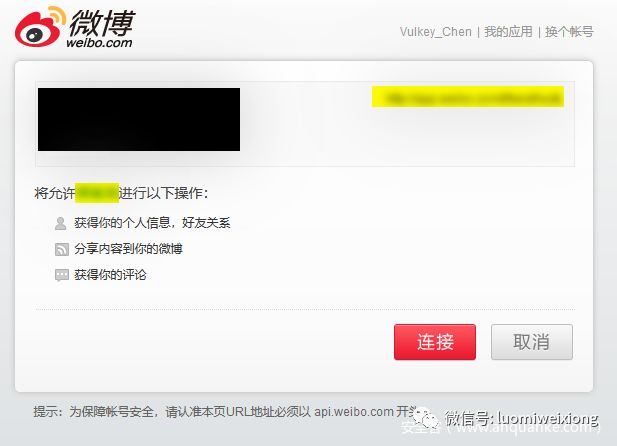 微博
weibo.com
Vulkey_Chen | 我的应用 | 换个帐号
将允许进行以下操作：
获得你的个人信息，好友关系
分享内容到你的微博
获得你的评论
连接 取消
提示：为保障帐号安全，请认准本页URL地址必须以 api.weibo.com 开头
微信号: luomiweixiong
安全客（www.anquanke.com）